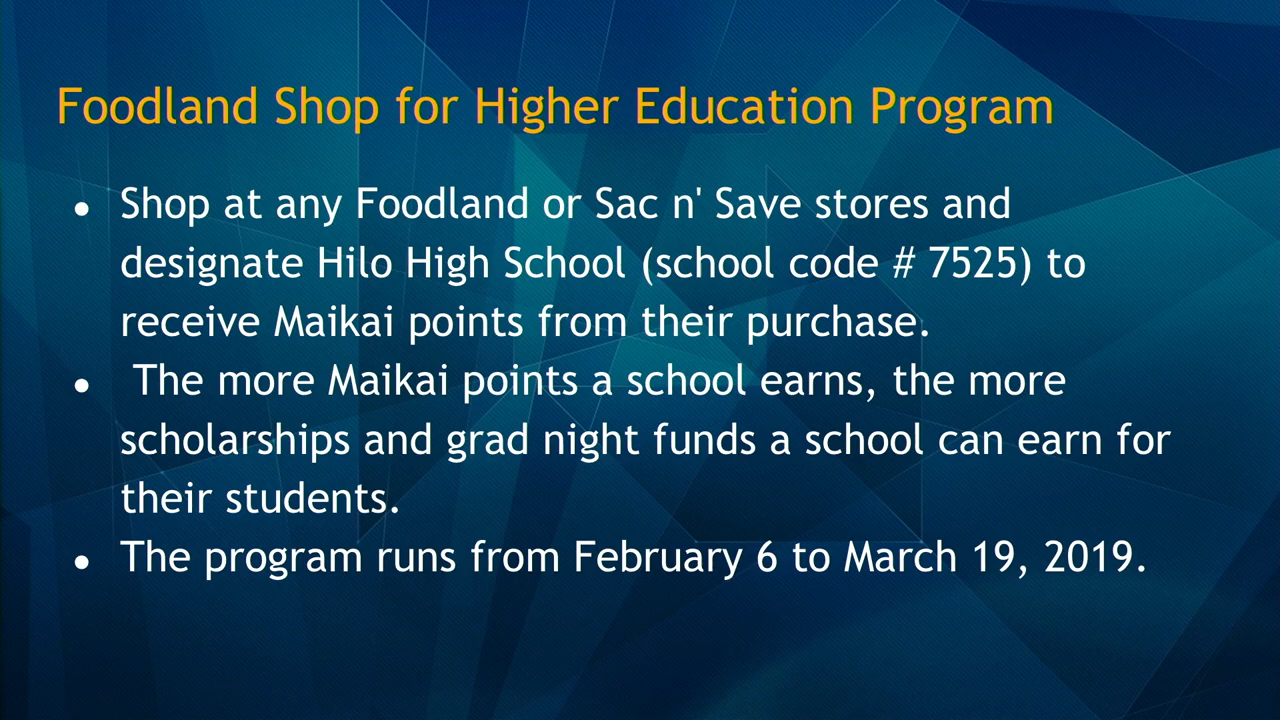 Foodland Shop for Higher Education Program
● Shop at any Foodland or Sac n' Save stores and
designate Hilo High School (school code # 7525) to
receive Maikai points from their purchase.
● The more Maikai points a school earns, the more
scholarships and grad night funds a school can earn for
their students.
● The program runs from February 6 to March 19, 2019.